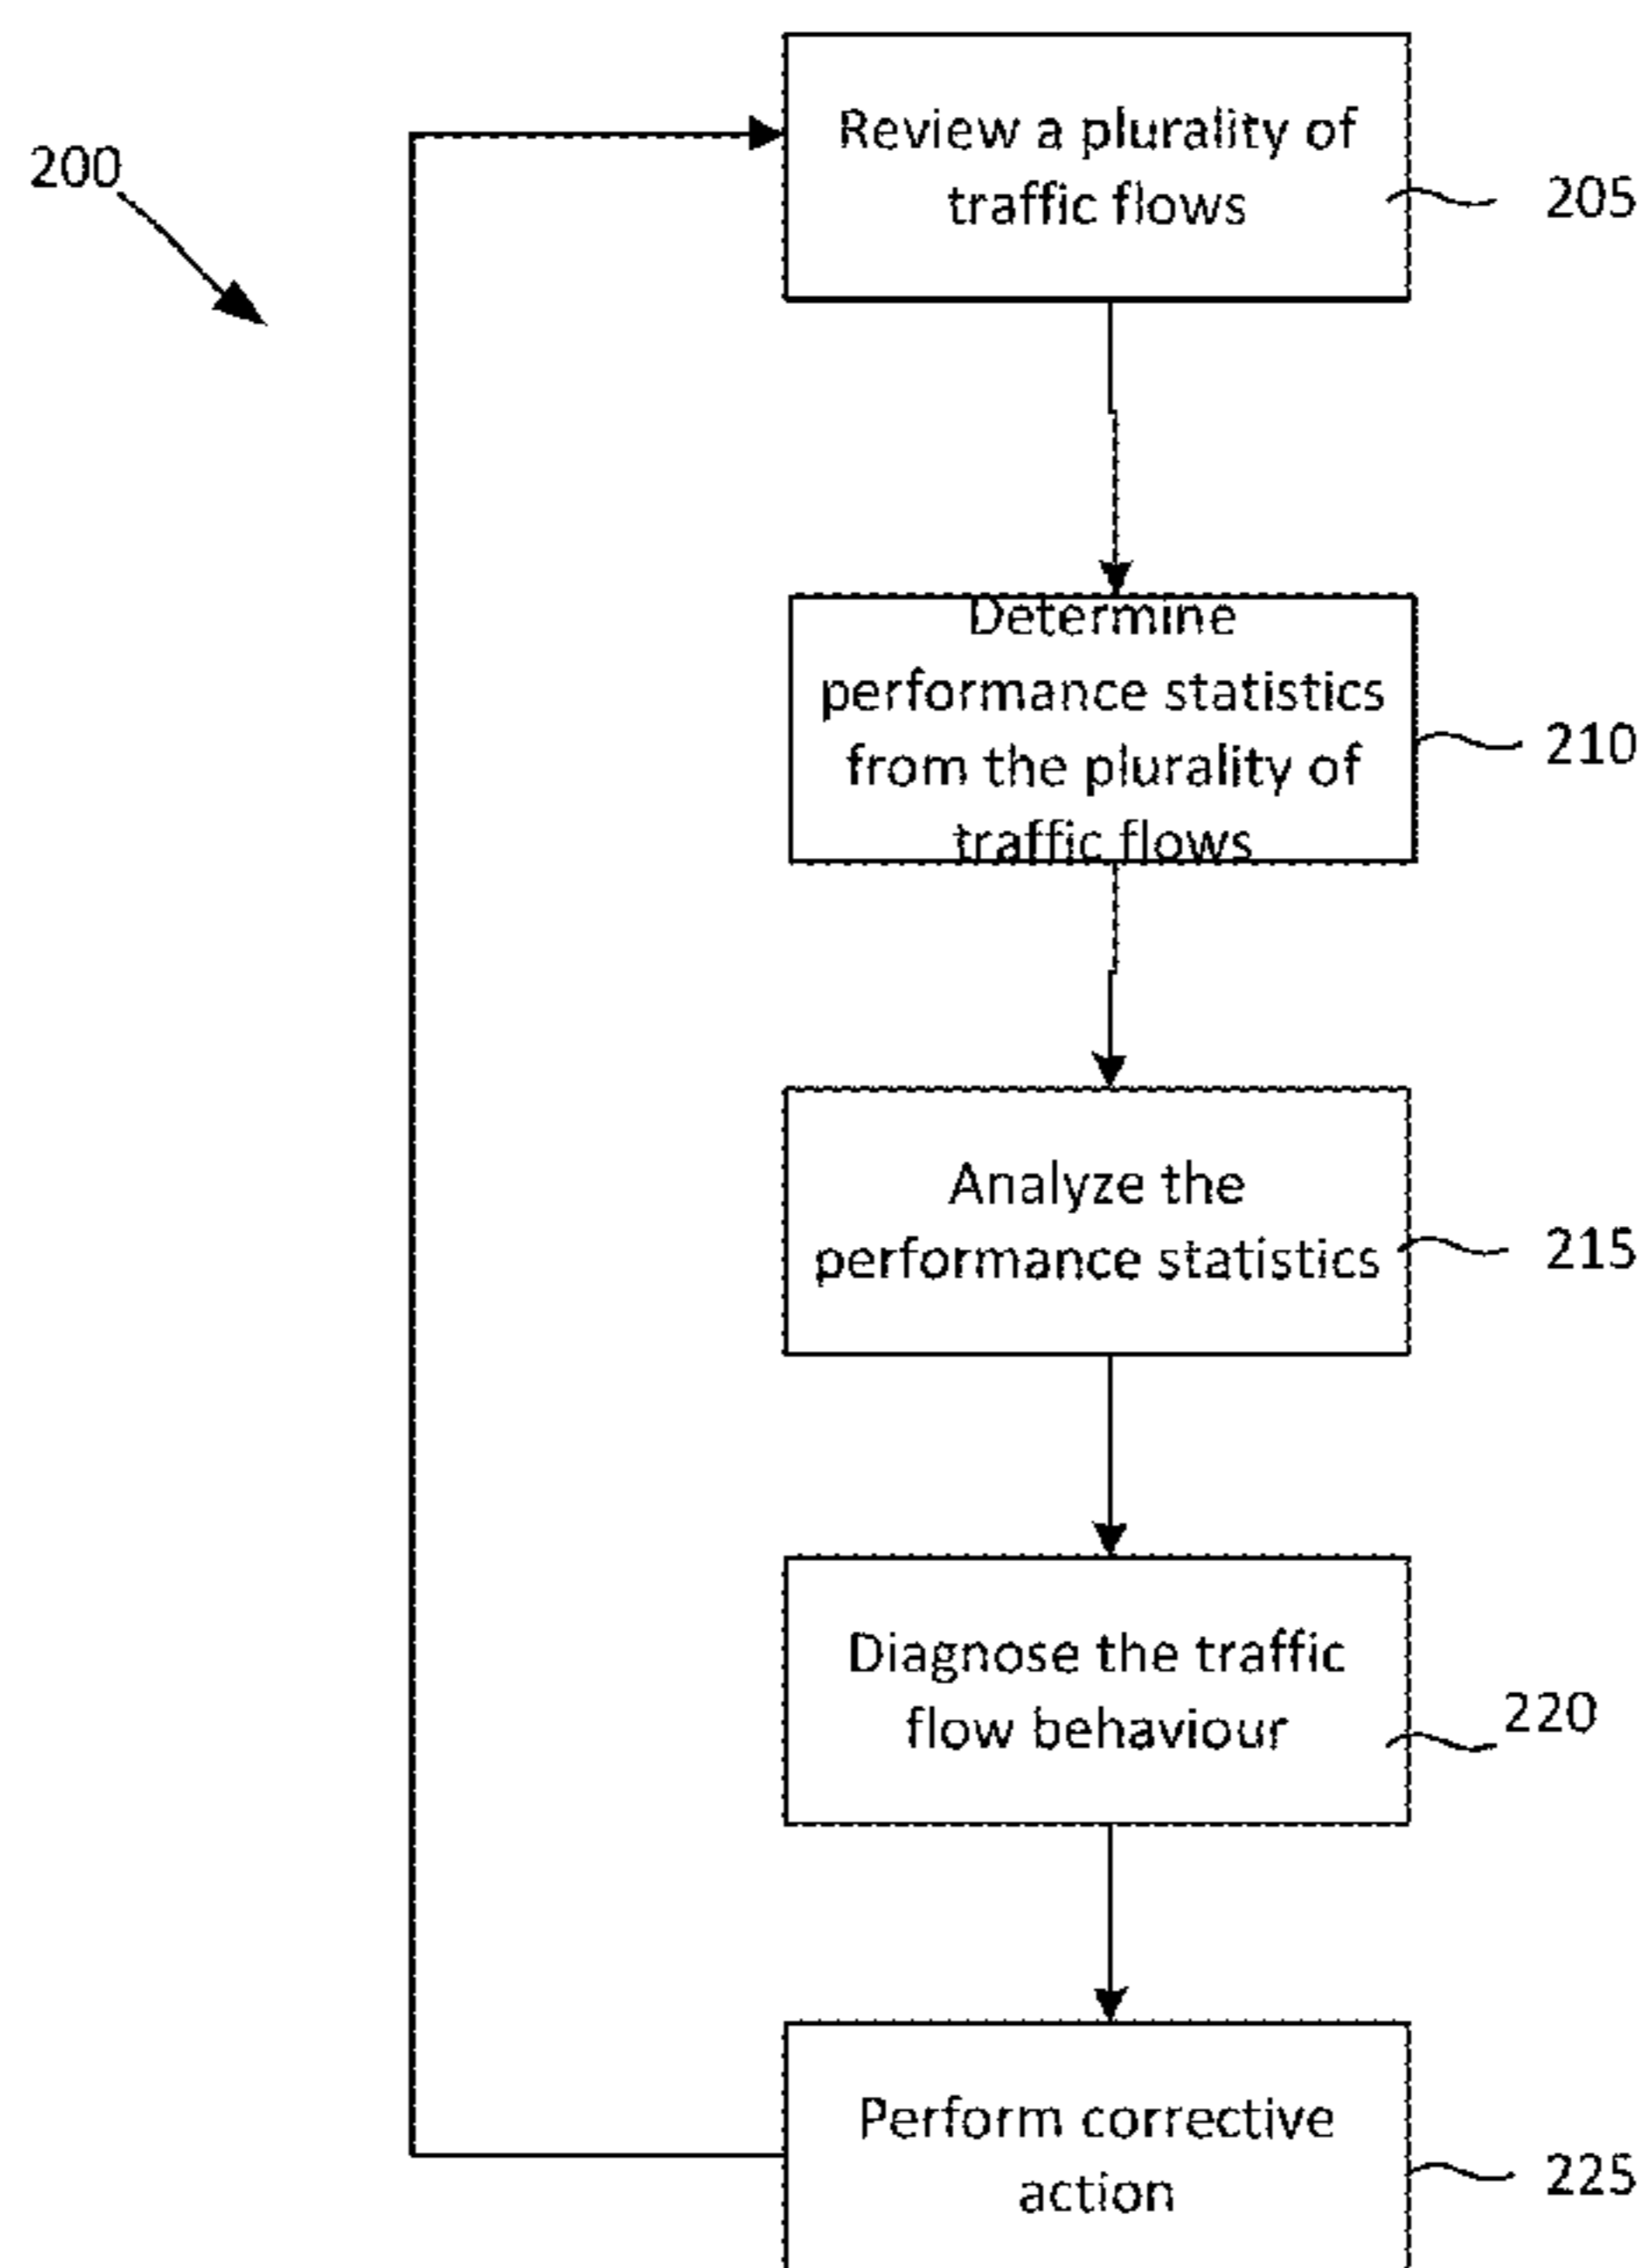 200
Review a plurality of
traffic flows
205
Determine
performance statistics
from the plurality of
traffic flows
210
Analyze the
performance statistics
215
Diagnose the traffic
flow behaviour
220
Perform corrective
action
225